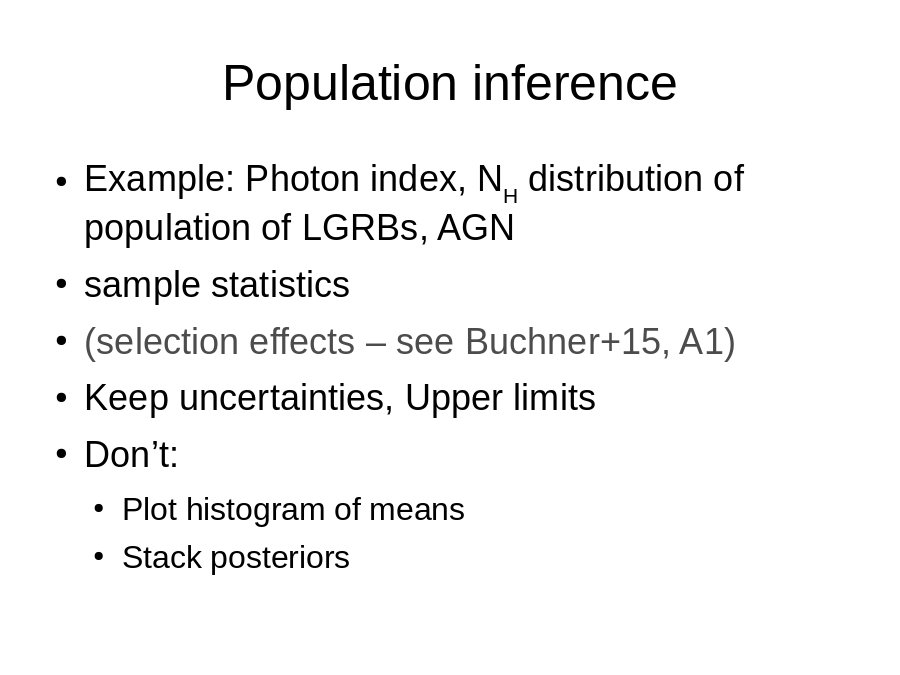 Population inference
• Example: Photon index, N_H distribution of
population of LGRBs, AGN
• sample statistics
• (selection effects – see Buchner+15, A1)
• Keep uncertainties, Upper limits
• Don’t:
• Plot histogram of means
• Stack posteriors